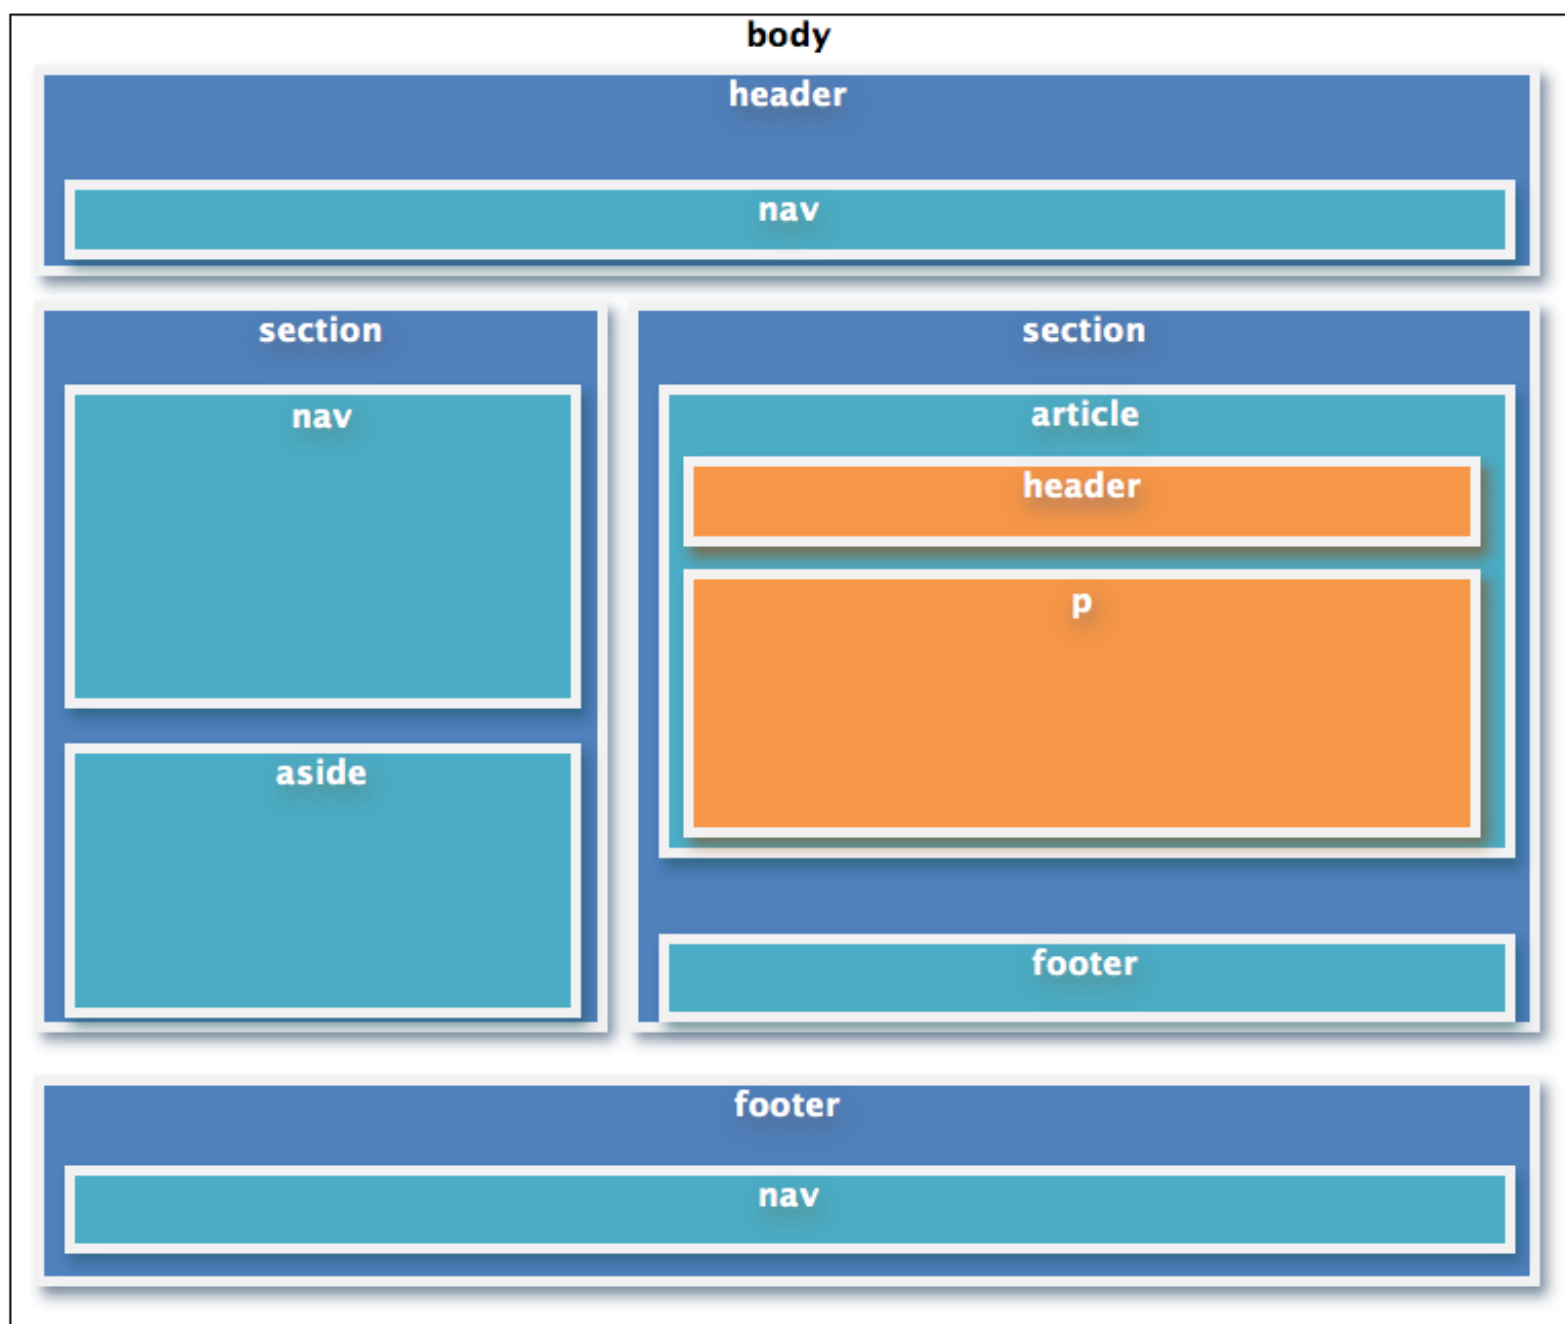 body
header
nav
section
nav
aside
section
article
header
p
footer
footer
nav